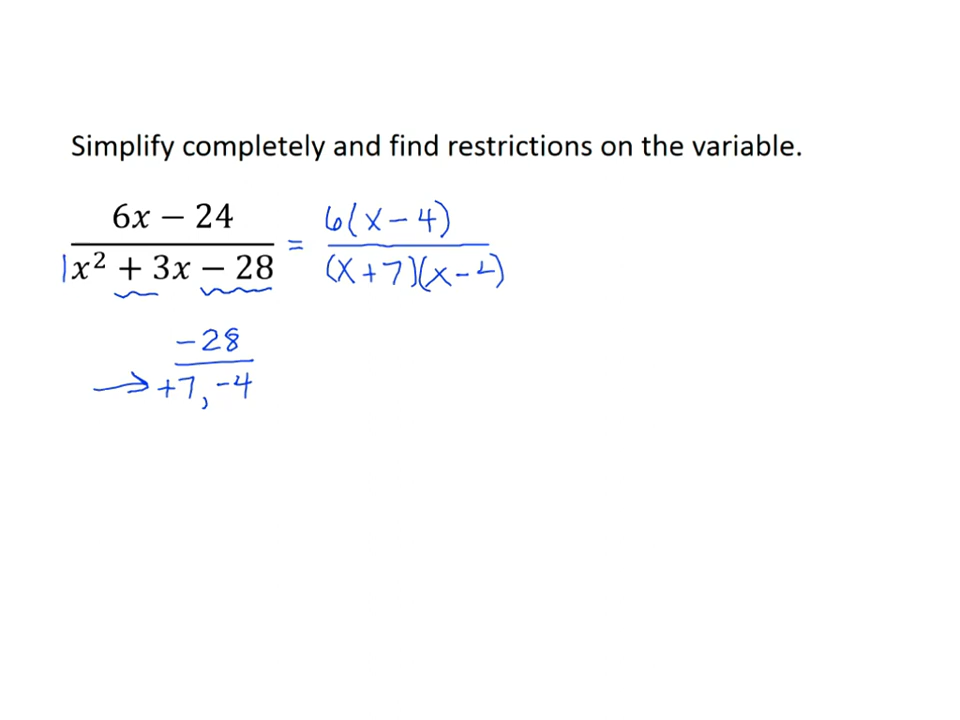 Simplify completely and find restrictions on the variable.
6x − 24 = 6(x − 4)
1x² + 3x − 28 (x + 7)(x − 4)
−28
→ +7, −4